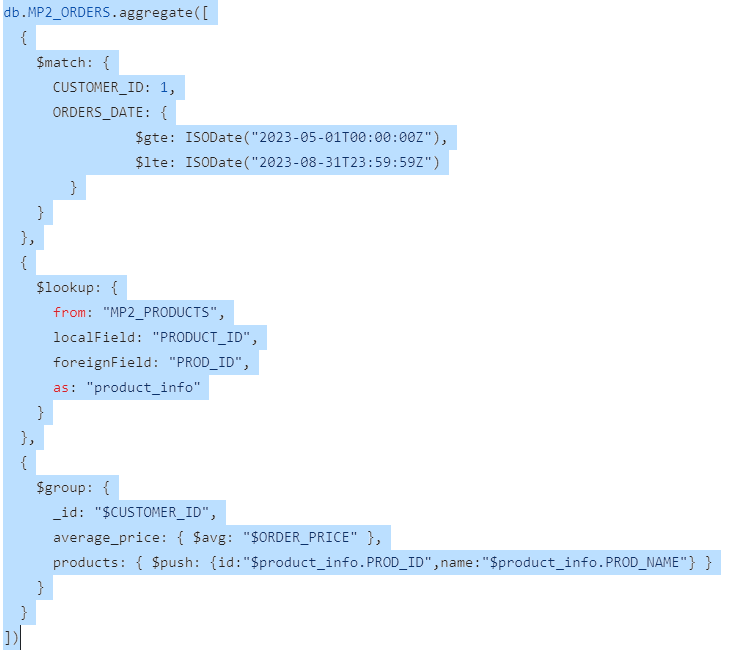 db.MP2_ORDERS.aggregate([
  {
    $match: {
      CUSTOMER_ID: 1,
      ORDERS_DATE: {
                $gte: ISODate("2023-05-01T00:00:00Z"),
                $lte: ISODate("2023-08-31T23:59:59Z")
        }
    }
  },
  {
    $lookup: {
      from: "MP2_PRODUCTS",
      localField: "PRODUCT_ID",
      foreignField: "PROD_ID",
      as: "product_info"
    }
  },
  {
    $group: {
      _id: "$CUSTOMER_ID",
      average_price: { $avg: "$ORDER_PRICE" },
      products: { $push: {id:"$product_info.PROD_ID",name:"$product_info.PROD_NAME"} }
    }
  }
])